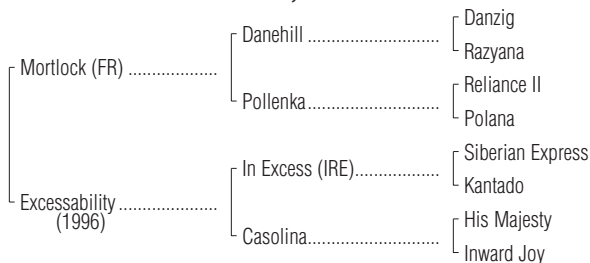 Danzig
Danehill
Razyana
Mortlock (FR)
Reliance II
Pollenka
Polana
Siberian Express
In Excess (IRE)
Kantado
Excessability
(1996)
His Majesty
Casolina
Inward Joy